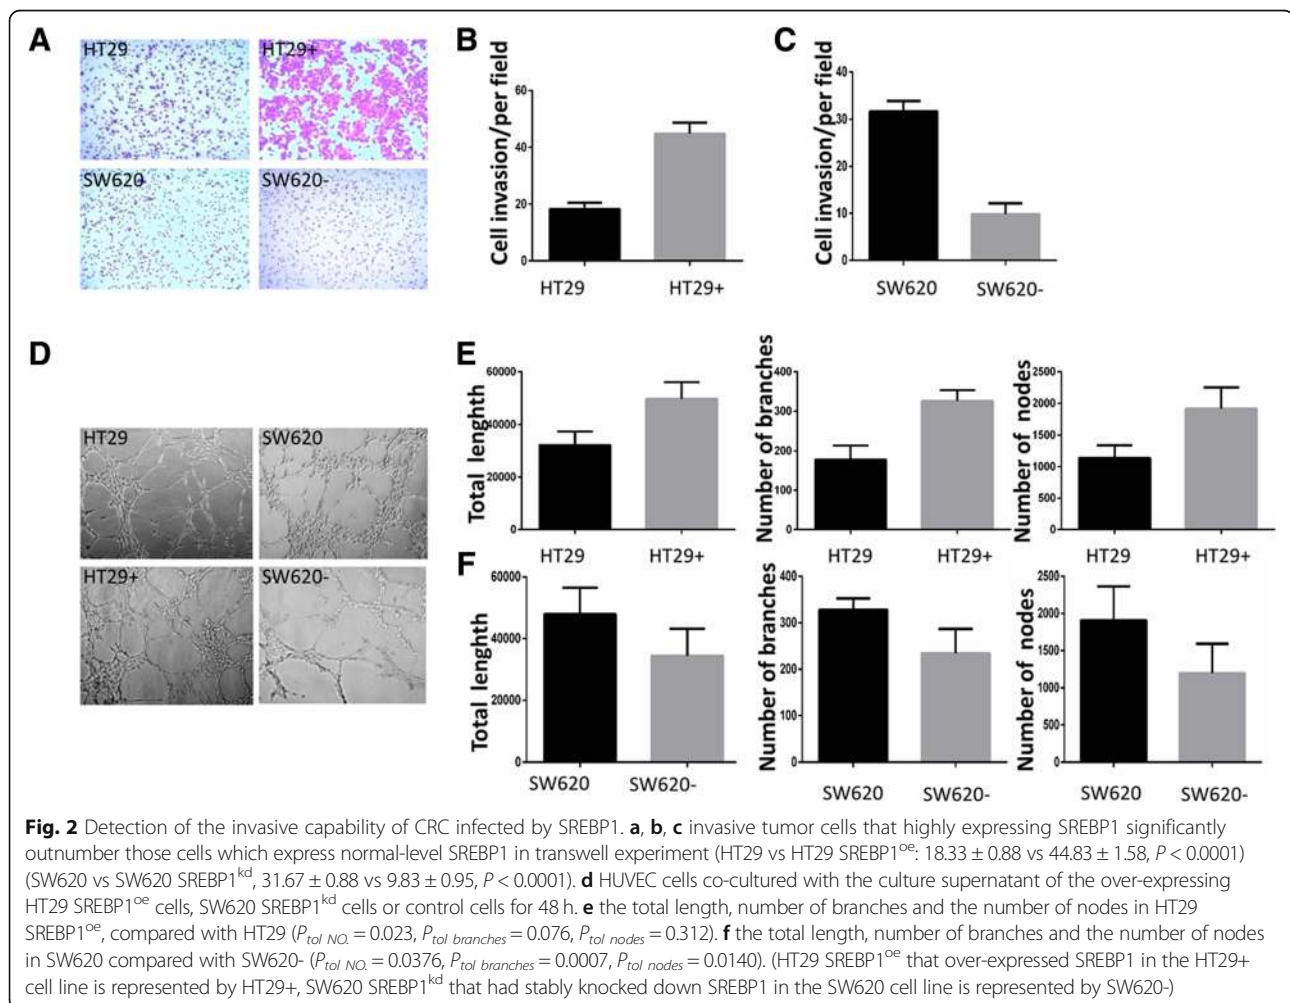 A
HT29
HT29+
SW620
SW620-
B
Cell invasion/per field
60
40
20
0
HT29
HT29+
C
Cell invasion/per field
40
30
20
10
0
SW620
SW620-
D
HT29
SW620
HT29+
SW620-
E
Total lenghth
60000
40000
20000
0
HT29
HT29+
Number of branches
400
300
200
100
0
HT29
HT29+
Number of nodes
2500
2000
1500
1000
500
0
HT29
HT29+
F
Total lenghth
60000
40000
20000
0
SW620
SW620-
Number of branches
400
300
200
100
0
SW620
SW620-
Number of nodes
2500
2000
1500
1000
500
0
SW620
SW620-
Fig. 2 Detection of the invasive capability of CRC infected by SREBP1. a, b, c invasive tumor cells that highly expressing SREBP1 significantly
outnumber those cells which express normal-level SREBP1 in transwell experiment (HT29 vs HT29 SREBP1oe: 18.33 ± 0.88 vs 44.83 ± 1.58, P < 0.0001)
(SW620 vs SW620 SREBP1kd, 31.67 ± 0.88 vs 9.83 ± 0.95, P < 0.0001). d HUVEC cells co-cultured with the culture supernatant of the over-expressing
HT29 SREBP1oe cells, SW620 SREBP1kd cells or control cells for 48 h. e the total length, number of branches and the number of nodes in HT29
SREBP1oe, compared with HT29 (Ptol NO. = 0.023, Ptol branches = 0.076, Ptol nodes = 0.312). f the total length, number of branches and the number of nodes
in SW620 compared with SW620- (Ptol NO. = 0.0376, Ptol branches = 0.0007, Ptol nodes = 0.0140). (HT29 SREBP1oe that over-expressed SREBP1 in the HT29+
cell line is represented by HT29+, SW620 SREBP1kd that had stably knocked down SREBP1 in the SW620 cell line is represented by SW620-)